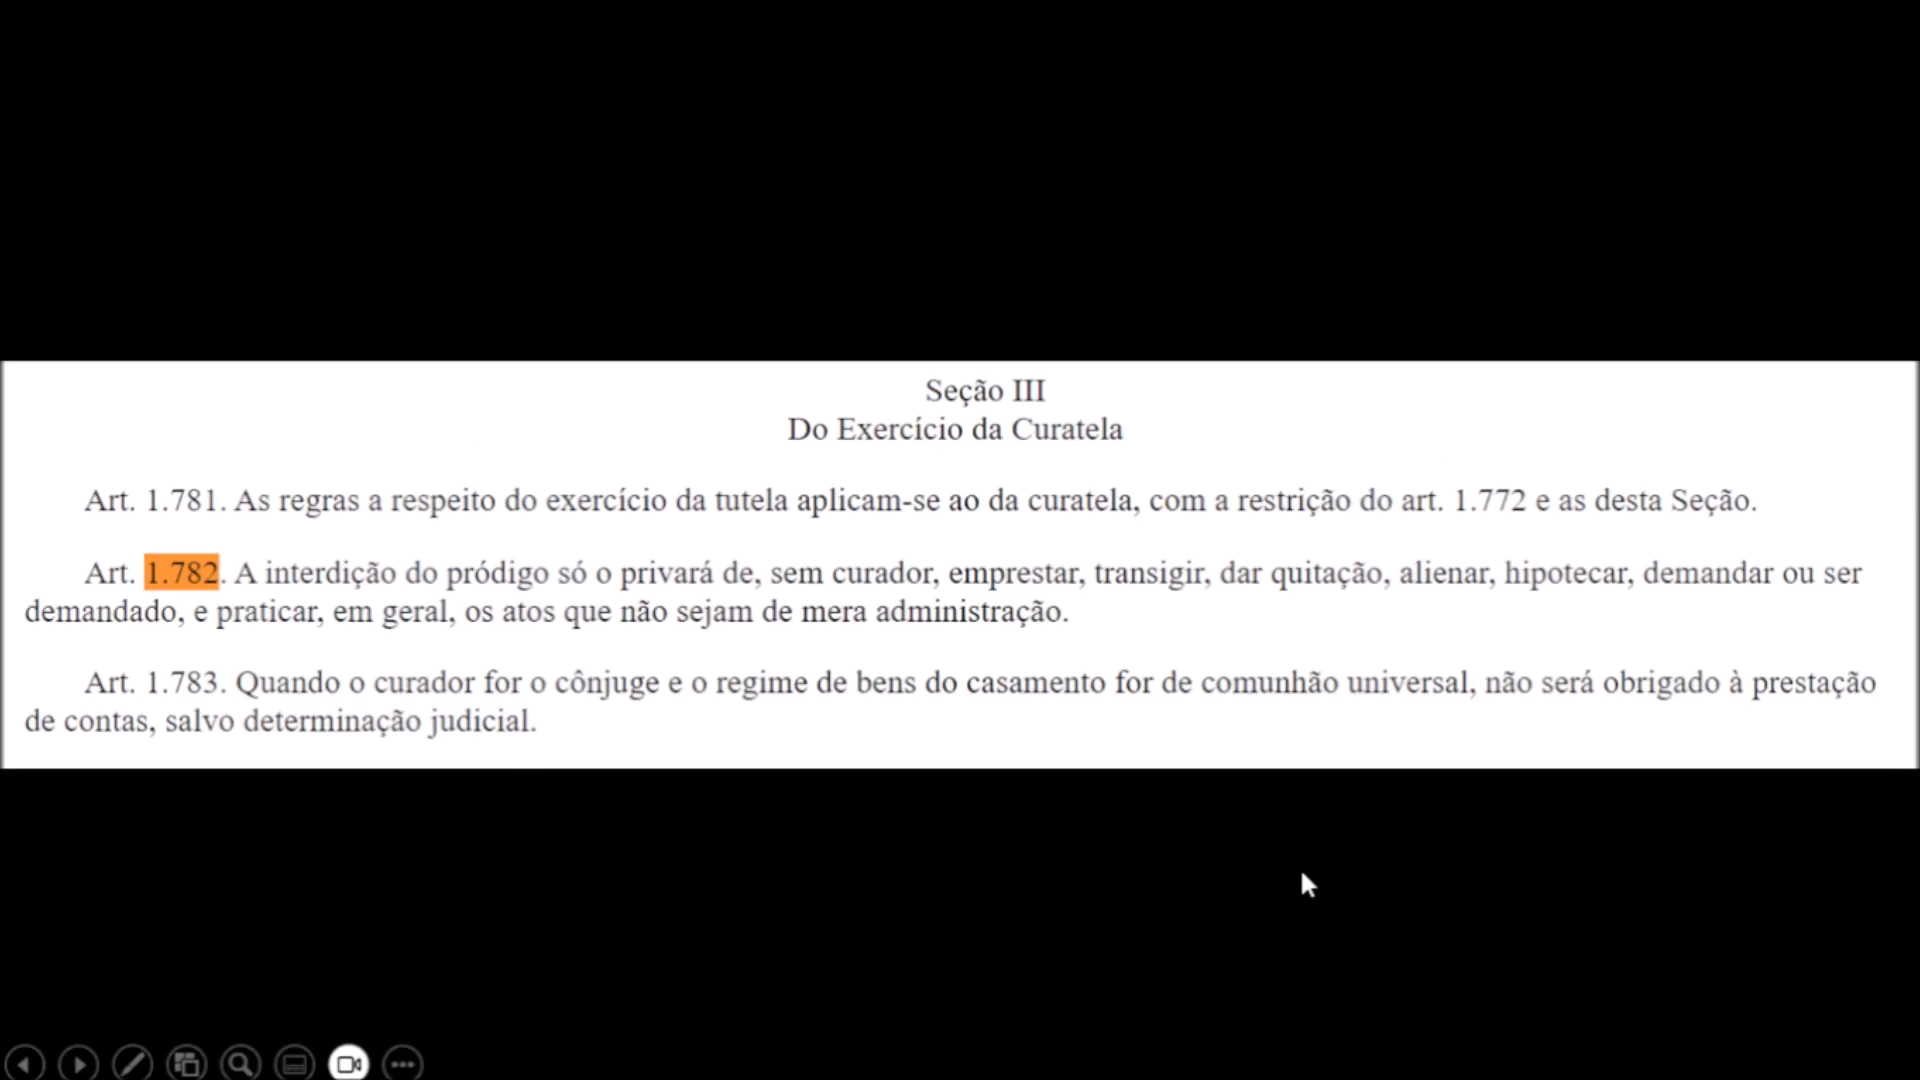 Seção III
Do Exercício da Curatela
Art. 1.781. As regras a respeito do exercício da tutela aplicam-se ao da curatela, com a restrição do art. 1.772 e as desta Seção.
Art. 1.782. A interdição do pródigo só o privará de, sem curador, emprestar, transigir, dar quitação, alienar, hipotecar, demandar ou ser
demandado, e praticar, em geral, os atos que não sejam de mera administração.
Art. 1.783. Quando o curador for o cônjuge e o regime de bens do casamento for de comunhão universal, não será obrigado à prestação
de contas, salvo determinação judicial.